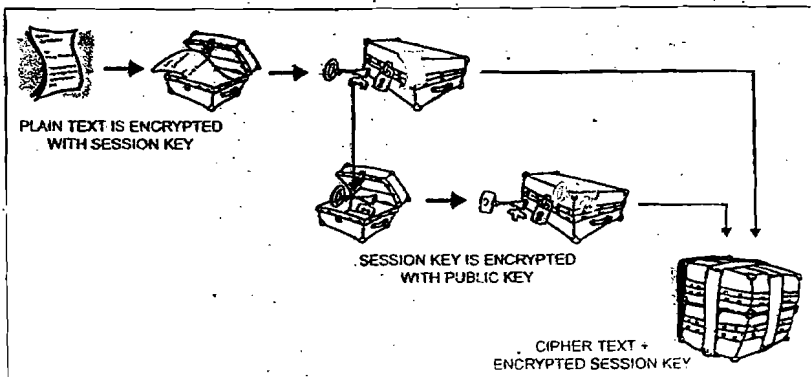 PLAIN TEXT IS ENCRYPTED
WITH SESSION KEY
SESSION KEY IS ENCRYPTED
WITH PUBLIC KEY
CIPHER TEXT +
ENCRYPTED SESSION KEY